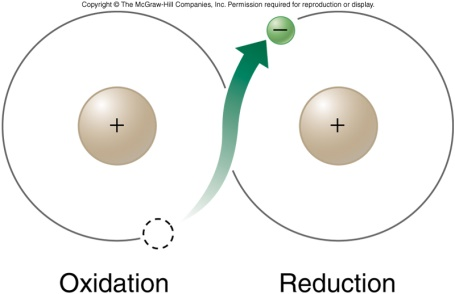 Copyright © The McGraw-Hill Companies, Inc. Permission required for reproduction or display.
−
+ +
Oxidation Reduction